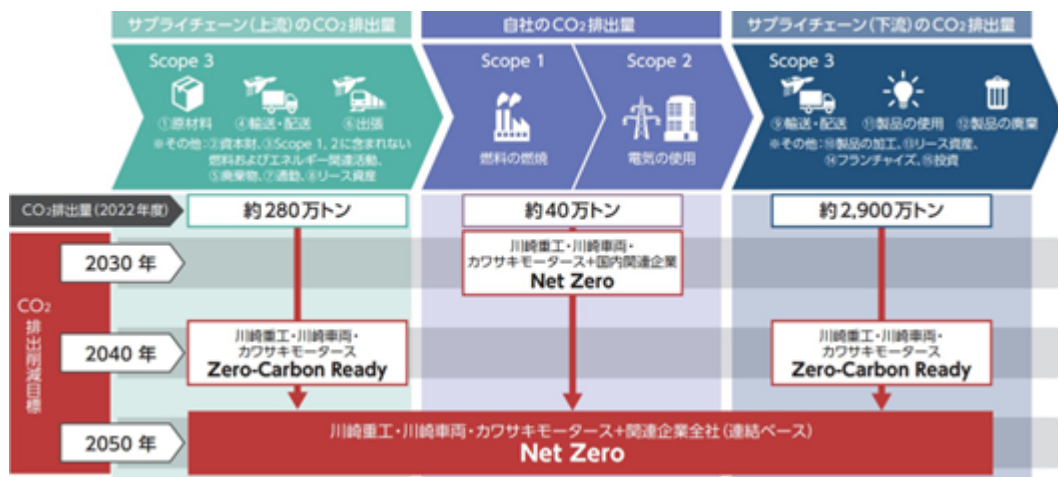 サプライチェーン(上流)のCO₂排出量
Scope 3
①原材料
④輸送・配送
⑥出張
※その他:②資本財、③Scope 1, 2に含まれない
燃料およびエネルギー関連活動、
⑤廃棄物、⑦通勤、⑧リース資産
自社のCO₂排出量
Scope 1
燃料の燃焼
Scope 2
電気の使用
サプライチェーン(下流)のCO₂排出量
Scope 3
⑨輸送・配送
⑪製品の使用
⑫製品の廃棄
※その他:⑩製品の加工、⑬リース資産、
⑭フランチャイズ、⑮投資
CO₂排出量(2022年度)
約280万トン
約40万トン
約2,900万トン
CO₂排出削減目標
2030 年
川崎重工・川崎車両・
カワサキモータース+国内関連企業
Net Zero
2040 年
川崎重工・川崎車両・
カワサキモータース
Zero-Carbon Ready
川崎重工・川崎車両・
カワサキモータース
Zero-Carbon Ready
2050 年
川崎重工・川崎車両・カワサキモータース+関連企業全社(連結ベース)
Net Zero